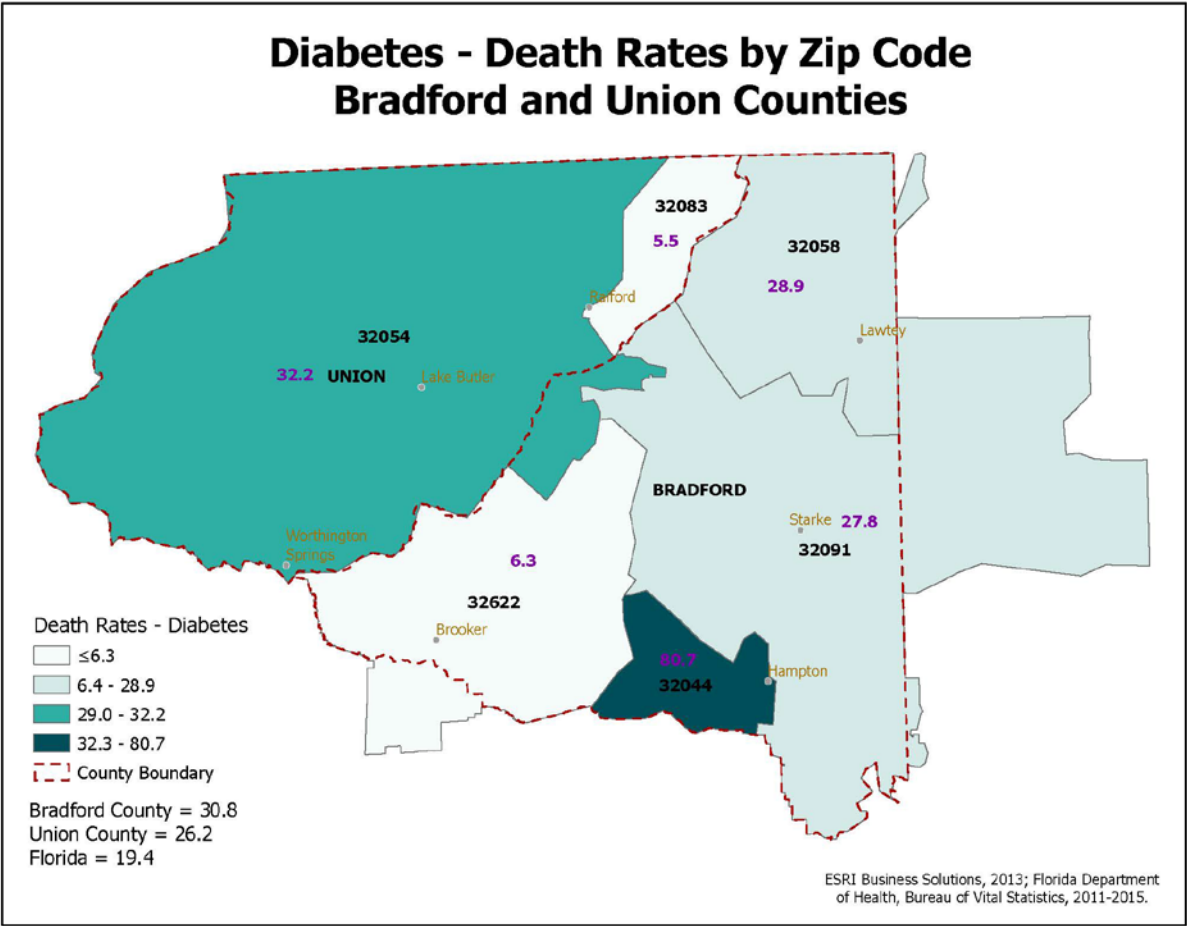 Diabetes - Death Rates by Zip Code
Bradford and Union Counties
32083
5.5
32058
28.9
Raiford
Lawtey
32054
32.2 UNION
Lake Butler
BRADFORD
Starke 27.8
32091
Worthington
Springs
6.3
32622
Brooker
80.7
32044
Hampton
Death Rates - Diabetes
≤6.3
6.4 - 28.9
29.0 - 32.2
32.3 - 80.7
County Boundary
Bradford County = 30.8
Union County = 26.2
Florida = 19.4
ESRI Business Solutions, 2013; Florida Department
of Health, Bureau of Vital Statistics, 2011-2015.